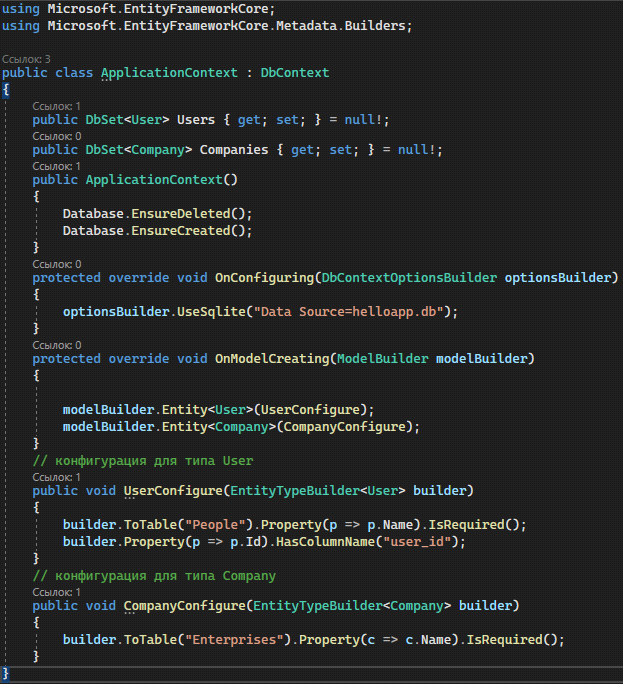 using Microsoft.EntityFrameworkCore;
using Microsoft.EntityFrameworkCore.Metadata.Builders;
Ссылок: 3
public class ApplicationContext : DbContext
{
Ссылок: 1
public DbSet<User> Users { get; set; } = null!;
Ссылок: 0
public DbSet<Company> Companies { get; set; } = null!;
Ссылок: 1
public ApplicationContext()
{
Database.EnsureDeleted();
Database.EnsureCreated();
}
Ссылок: 0
protected override void OnConfiguring(DbContextOptionsBuilder optionsBuilder)
{
optionsBuilder.UseSqlite("Data Source=helloapp.db");
}
Ссылок: 0
protected override void OnModelCreating(ModelBuilder modelBuilder)
{
modelBuilder.Entity<User>(UserConfigure);
modelBuilder.Entity<Company>(CompanyConfigure);
}
// конфигурация для типа User
Ссылок: 1
public void UserConfigure(EntityTypeBuilder<User> builder)
{
builder.ToTable("People").Property(p => p.Name).IsRequired();
builder.Property(p => p.Id).HasColumnName("user_id");
}
// конфигурация для типа Company
Ссылок: 1
public void CompanyConfigure(EntityTypeBuilder<Company> builder)
{
builder.ToTable("Enterprises").Property(c => c.Name).IsRequired();
}
}